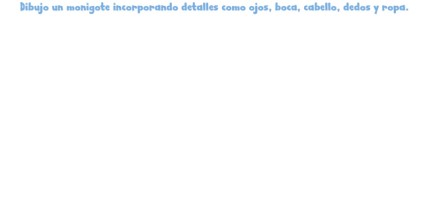 Dibujo un monigote incorporando detalles como ojos, boca, cabello, dedos y ropa.